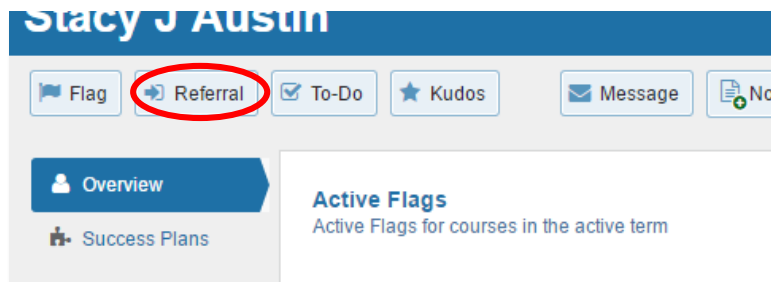 Stacy J Austin
Flag Referral To-Do Kudos Message
Overview
Success Plans
Active Flags
Active Flags for courses in the active term